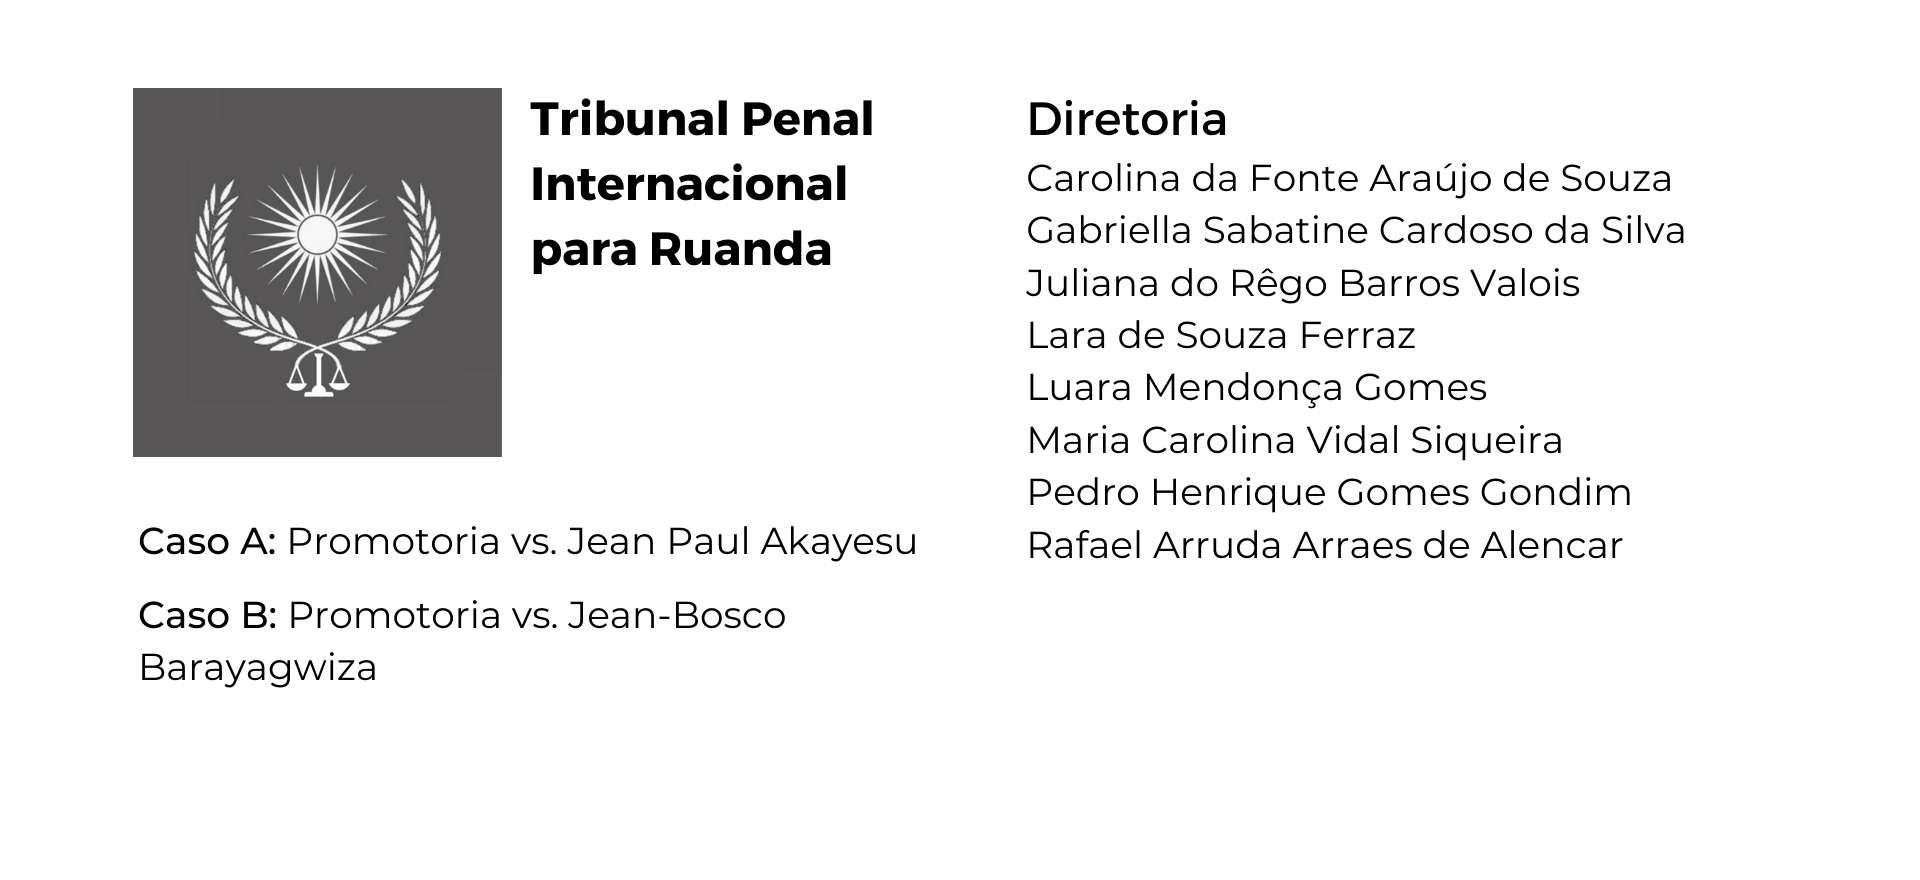 Tribunal Penal
Internacional
para Ruanda
Caso A: Promotoria vs. Jean Paul Akayesu
Caso B: Promotoria vs. Jean-Bosco
Barayagwiza
Diretoria
Carolina da Fonte Araújo de Souza
Gabriella Sabatine Cardoso da Silva
Juliana do Rêgo Barros Valois
Lara de Souza Ferraz
Luara Mendonça Gomes
Maria Carolina Vidal Siqueira
Pedro Henrique Gomes Gondim
Rafael Arruda Arraes de Alencar